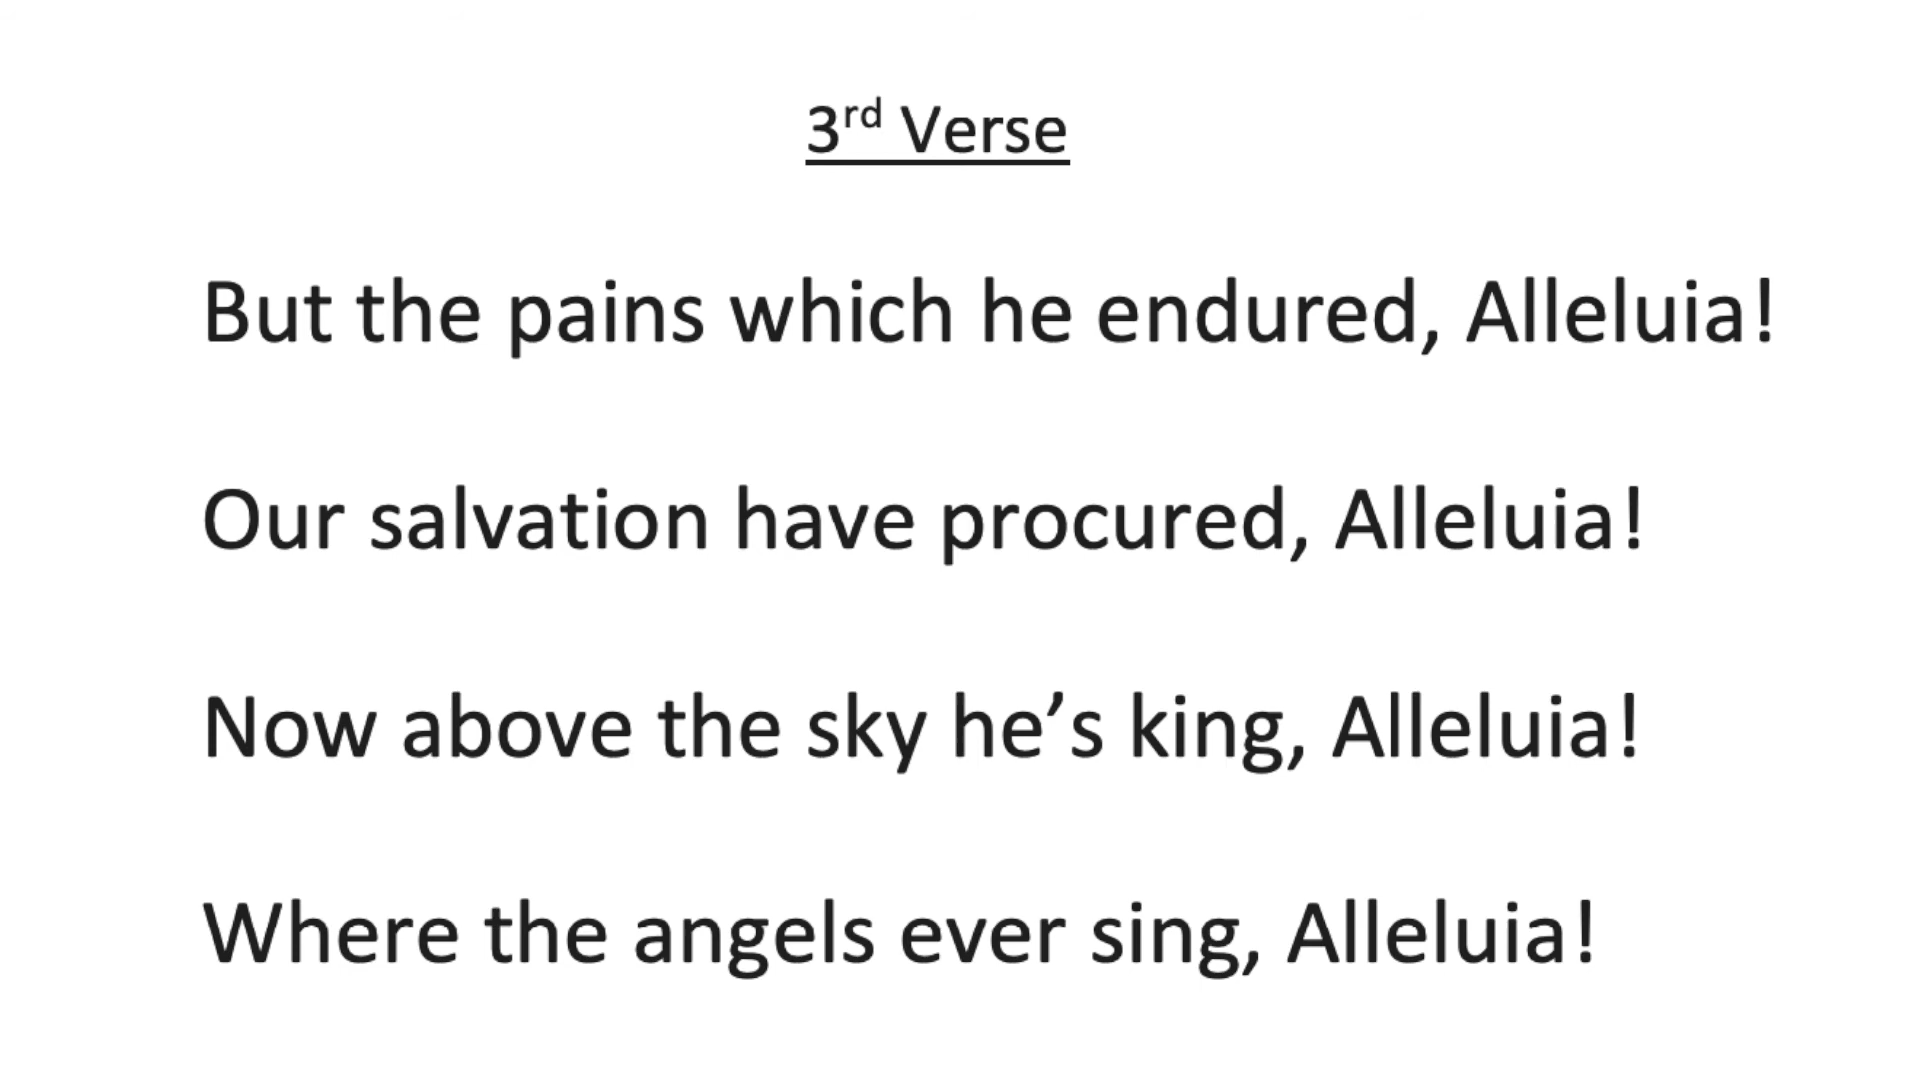 3rd Verse
But the pains which he endured, Alleluia!
Our salvation have procured, Alleluia!
Now above the sky he’s king, Alleluia!
Where the angels ever sing, Alleluia!